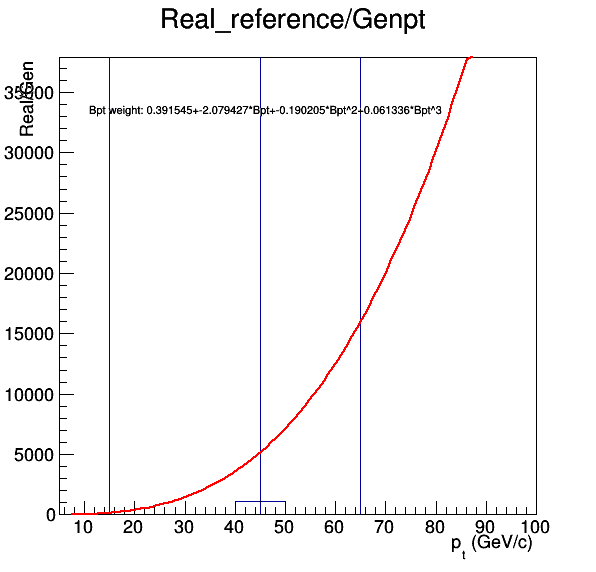 Real_reference/Genpt
Real/Gen
Bpt weight: 0.391545+-2.079427*Bpt+-0.190205*Bpt^2+0.061336*Bpt^3
35000
30000
25000
20000
15000
10000
5000
0
10 20 30 40 50 60 70 80 90 100
p_t (GeV/c)